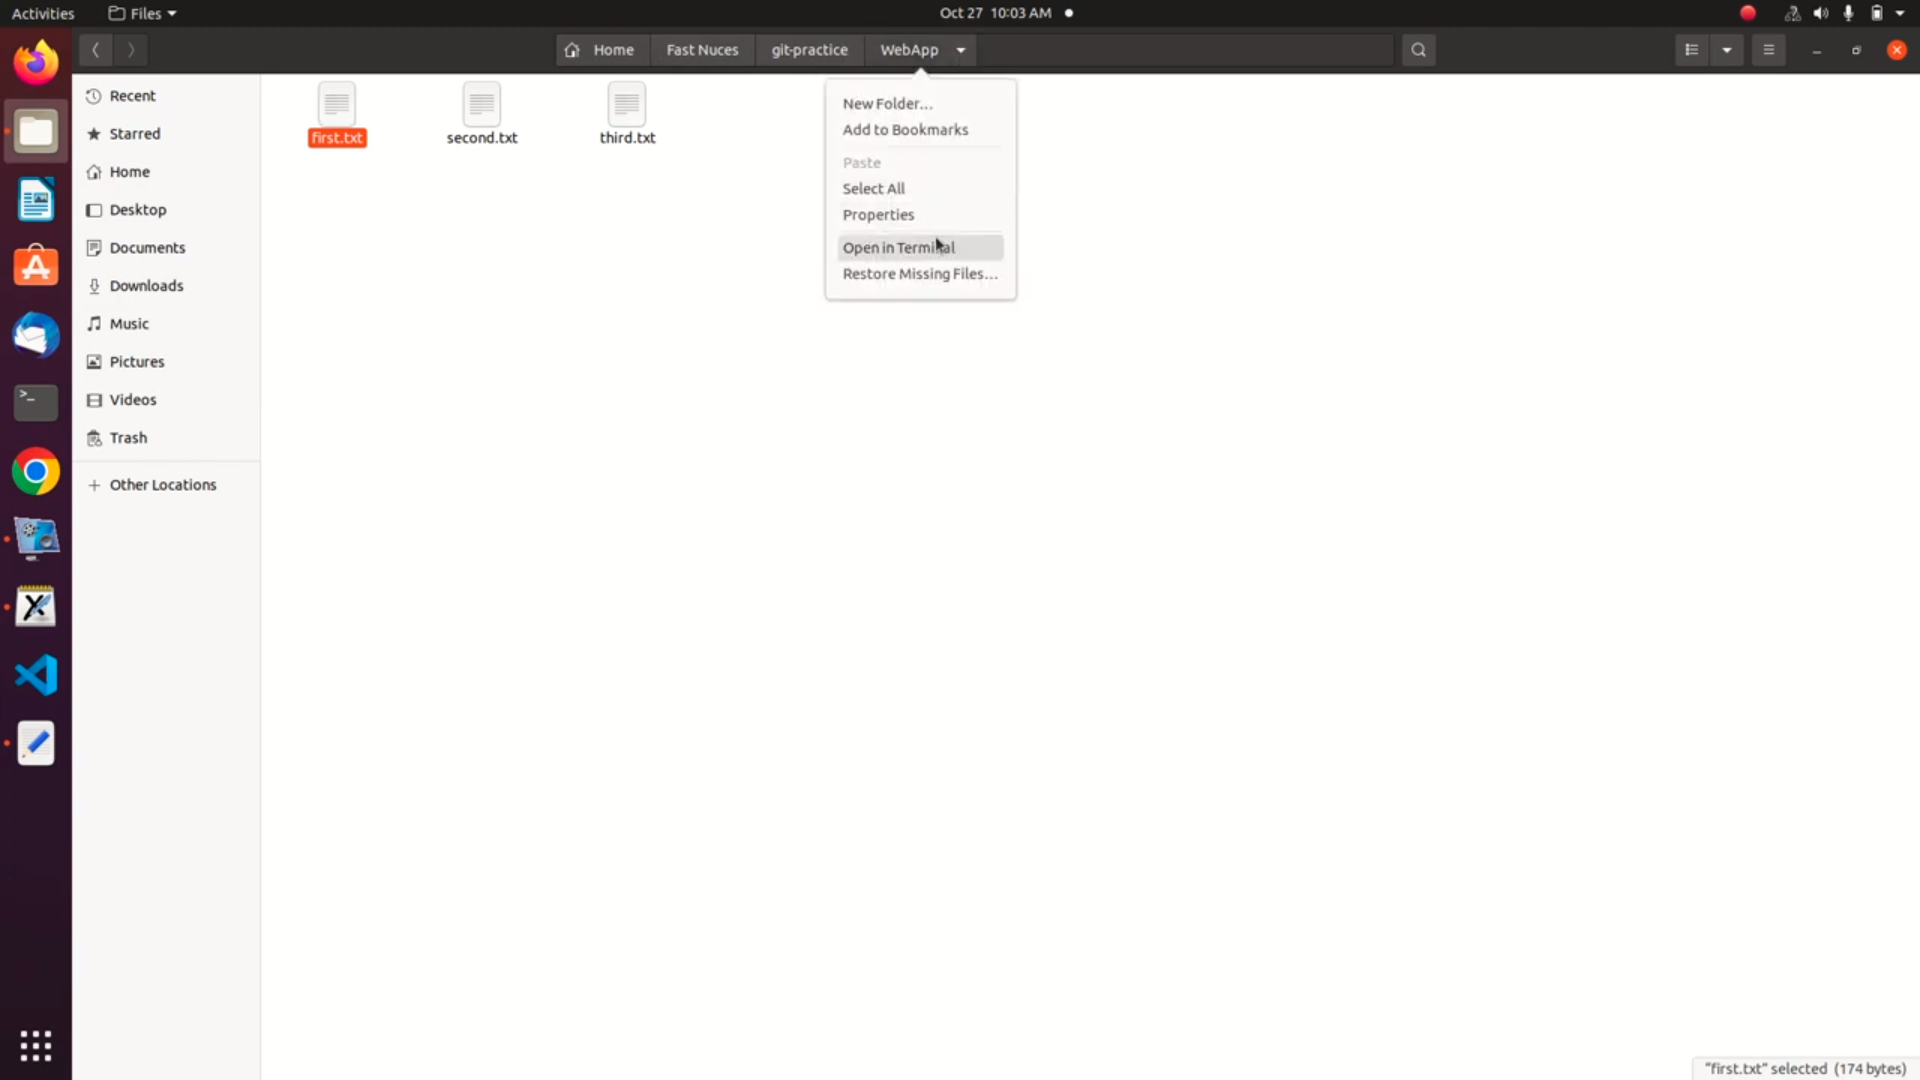 Activities
Files
Oct 27 10:03 AM
Home
Fast Nuces
git-practice
WebApp
Recent
Starred
Home
Desktop
Documents
Downloads
Music
Pictures
Videos
Trash
+ Other Locations
first.txt
second.txt
third.txt
New Folder...
Add to Bookmarks
Paste
Select All
Properties
Open in Terminal
Restore Missing Files...
"first.txt" selected (174 bytes)